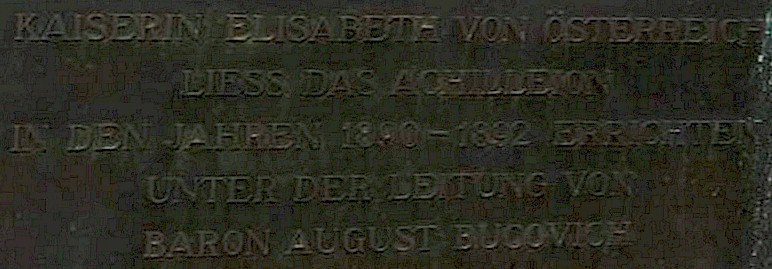 KAISERIN ELISABETH VON ÖSTERREICH
LIESS DAS ACHILLEION
IN DEN JAHREN 1890-1892 ERRICHTEN
UNTER DER LEITUNG VON
BARON AUGUST BUCOVICH